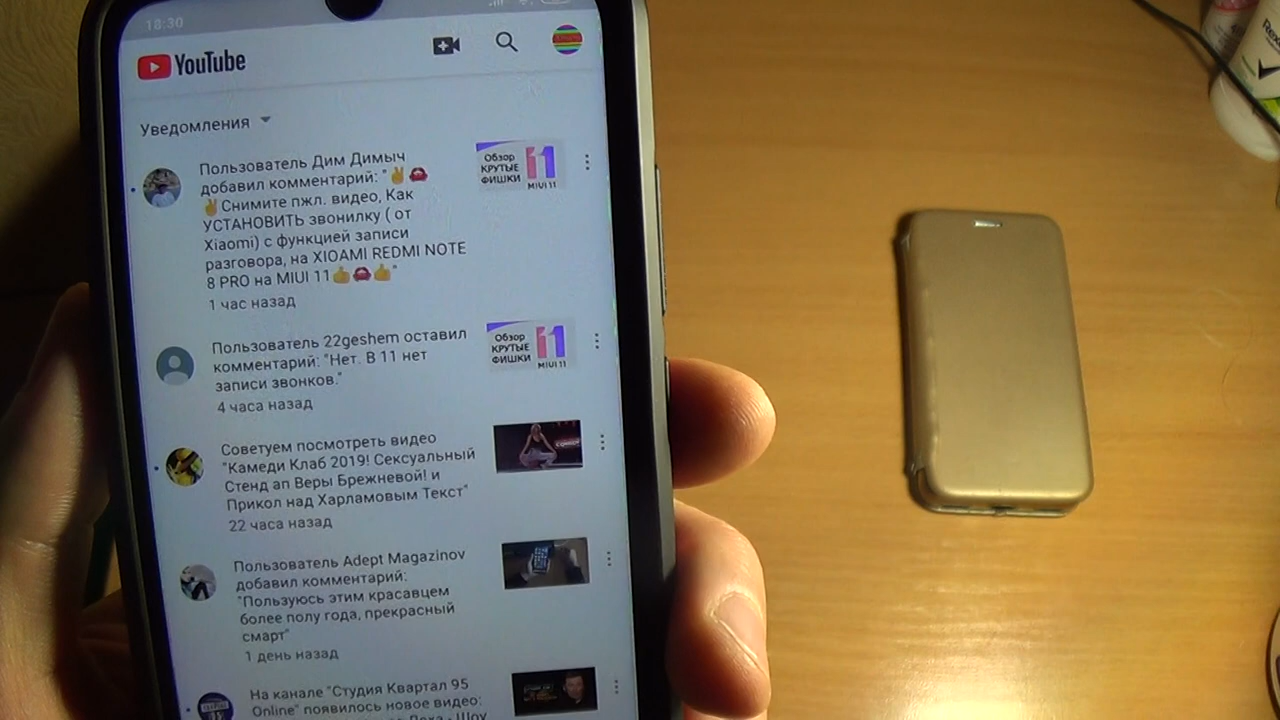 18:30
YouTube
Уведомления
Пользователь Дим Димыч
добавил комментарий: "✌🙈
✌Снимите пжл. видео, Как
УСТАНОВИТЬ звонилку ( от
Xiaomi) с функцией записи
разговора, на XIOAMI REDMI NOTE
8 PRO на MIUI 11👍🙈👍"
1 час назад
Обзор
КРУТЫЕ
ФИШКИ
11
MIUI 11
Пользователь 22geshem оставил
комментарий: "Нет. В 11 нет
записи звонков."
4 часа назад
Обзор
КРУТЫЕ
ФИШКИ
11
MIUI 11
Советуем посмотреть видео
"Камеди Клаб 2019! Сексуальный
Стенд ап Веры Брежневой! и
Прикол над Харламовым Текст"
22 часа назад
Пользователь Adept Magazinov
добавил комментарий:
"Пользуюсь этим красавцем
более полу года, прекрасный
смарт"
1 день назад
На канале "Студия Квартал 95
Online" появилось новое видео:
Шоу